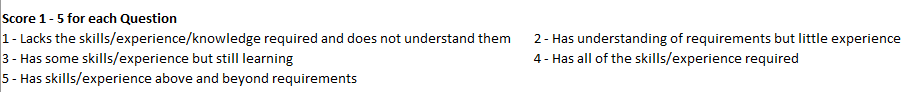 Score 1 - 5 for each Question
1 - Lacks the skills/experience/knowledge required and does not understand them 2 - Has understanding of requirements but little experience
3 - Has some skills/experience but still learning 4 - Has all of the skills/experience required
5 - Has skills/experience above and beyond requirements